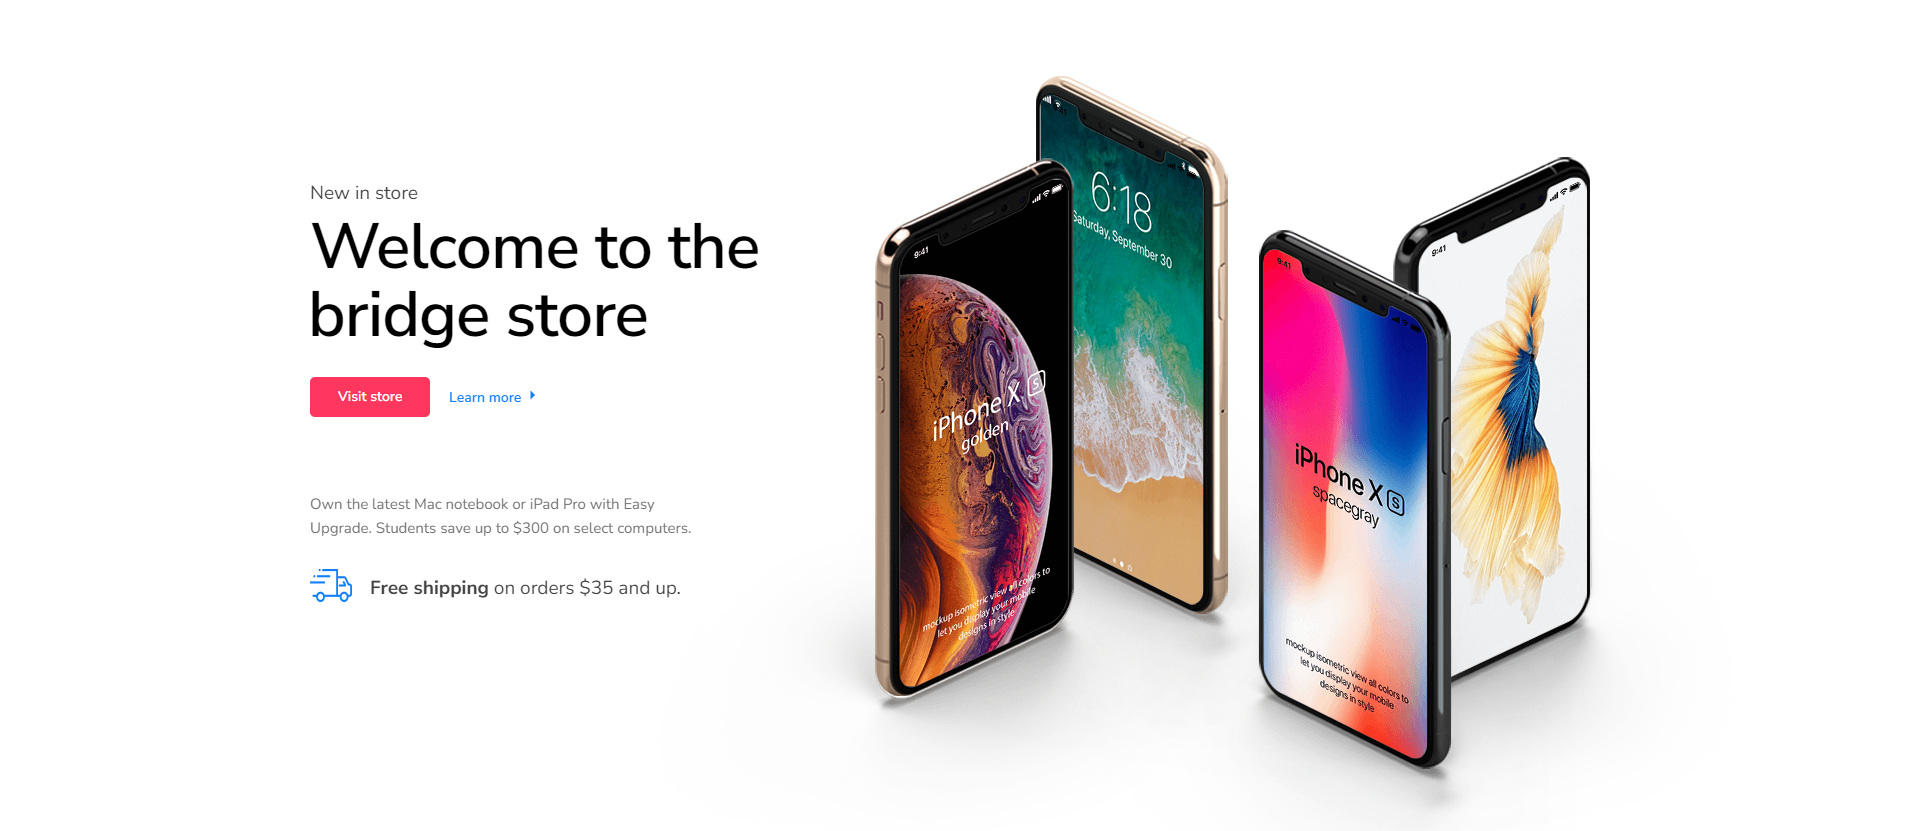 New in store
Welcome to the
bridge store
Visit store
Learn more
Own the latest Mac notebook or iPad Pro with Easy
Upgrade. Students save up to $300 on select computers.
Free shipping on orders $35 and up.
9:41
iPhone X S
golden
mockup isometric view all colors to
let you display your mobile
designs in style
6:18
Saturday, September 30
9:41
iPhone X S
spacegray
mockup isometric view all colors to
let you display your mobile
designs in style
9:41